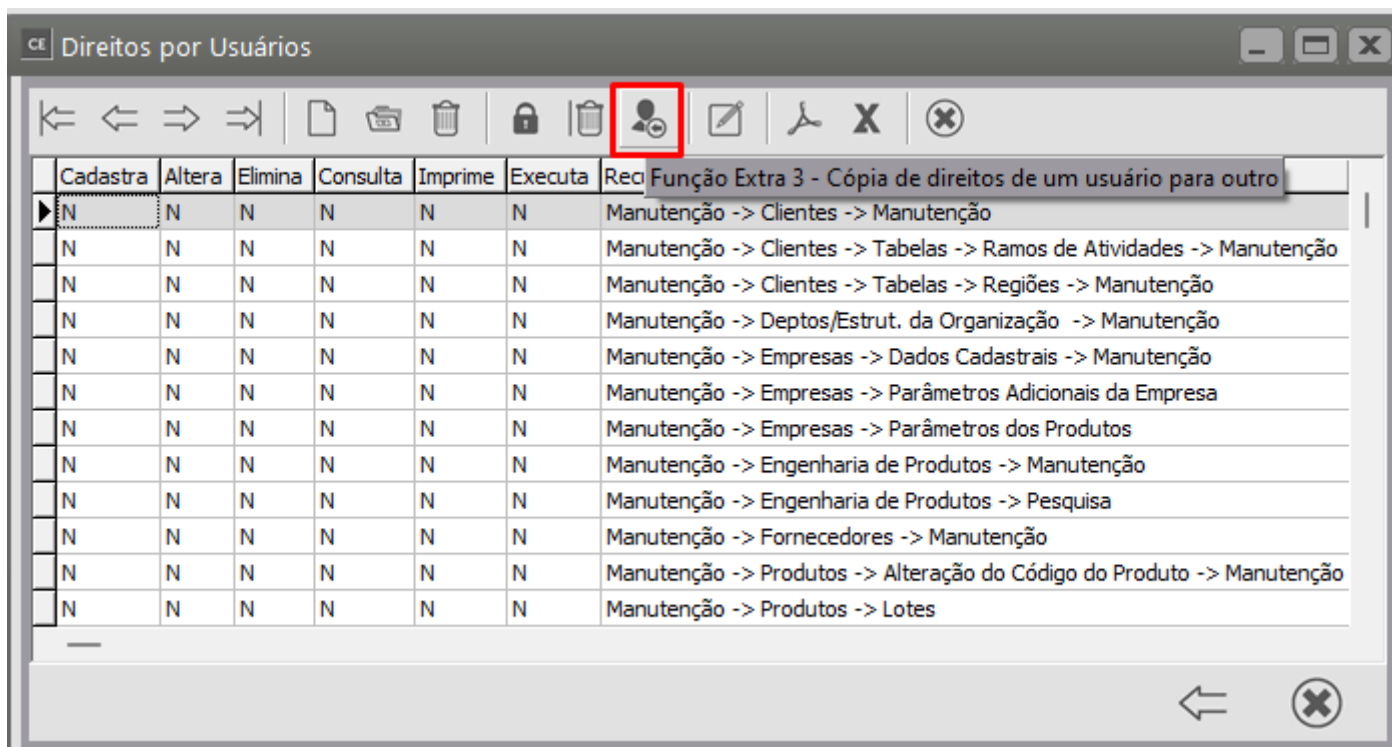 CE Direitos por Usuários
Cadastra Altera Elimina Consulta Imprime Executa Função Extra 3 - Cópia de direitos de um usuário para outro
N N N N N N Manutenção -> Clientes -> Manutenção
N N N N N N Manutenção -> Clientes -> Tabelas -> Ramos de Atividades -> Manutenção
N N N N N N Manutenção -> Clientes -> Tabelas -> Regiões -> Manutenção
N N N N N N Manutenção -> Deptos/Estrut. da Organização -> Manutenção
N N N N N N Manutenção -> Empresas -> Dados Cadastrais -> Manutenção
N N N N N N Manutenção -> Empresas -> Parâmetros Adicionais da Empresa
N N N N N N Manutenção -> Empresas -> Parâmetros dos Produtos
N N N N N N Manutenção -> Engenharia de Produtos -> Manutenção
N N N N N N Manutenção -> Engenharia de Produtos -> Pesquisa
N N N N N N Manutenção -> Fornecedores -> Manutenção
N N N N N N Manutenção -> Produtos -> Alteração do Código do Produto -> Manutenção
N N N N N N Manutenção -> Produtos -> Lotes